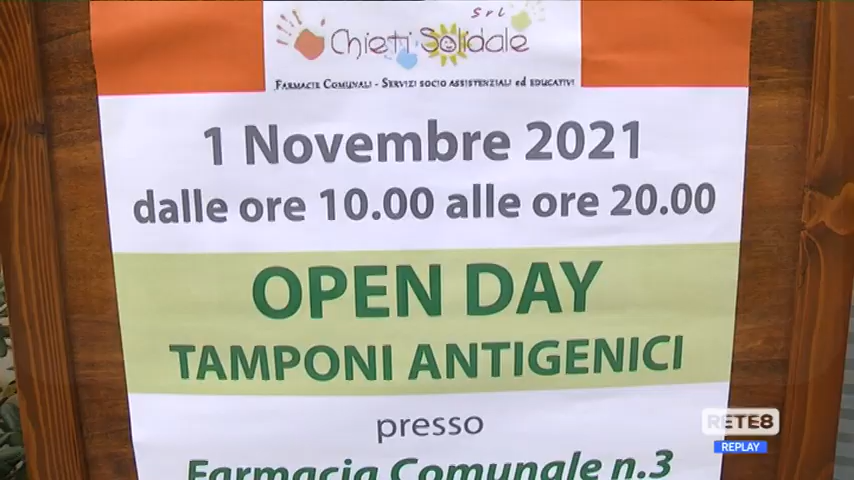 Srl
Chieti Solidale
FARMACIE COMUNALI - SERVIZI SOCIO ASSISTENZIALI ed EDUCATIVI
1 Novembre 2021
dalle ore 10.00 alle ore 20.00
OPEN DAY
TAMPONI ANTIGENICI
presso
Farmacia Comunale n.3
RETE8
REPLAY